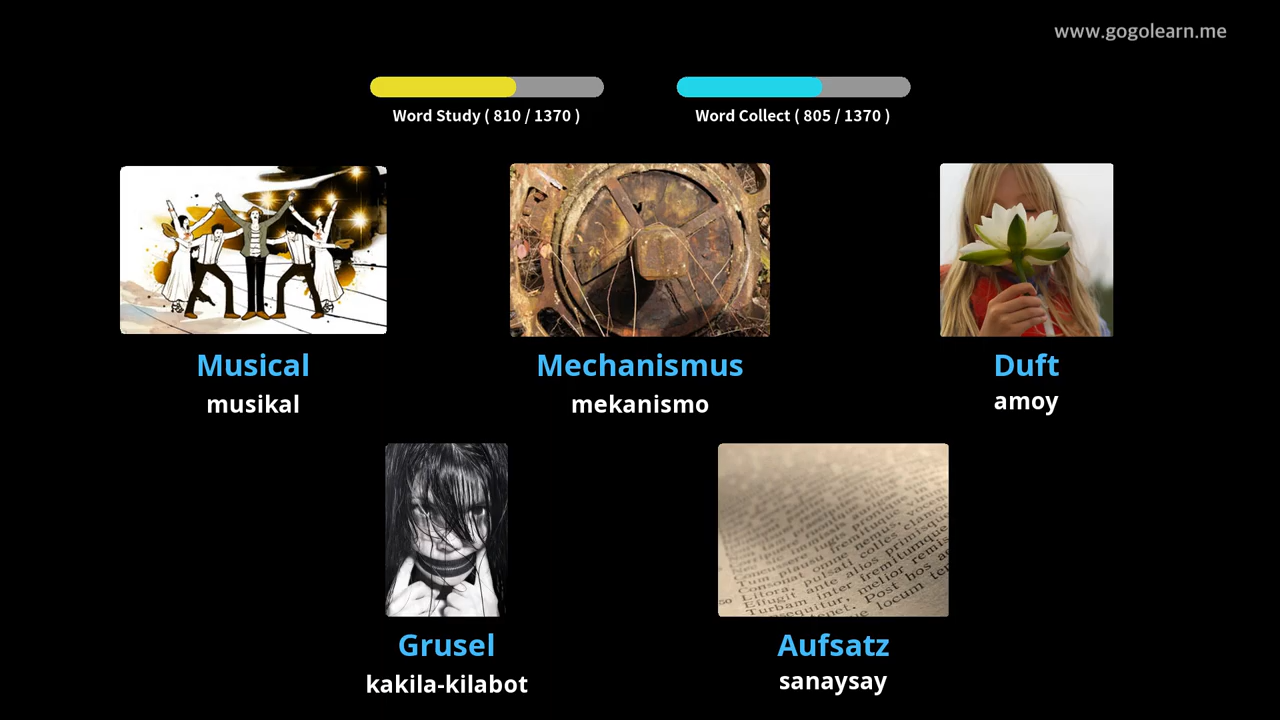 www.gogolearn.me
Word Study ( 810 / 1370 )
Word Collect ( 805 / 1370 )
Musical
musikal
Mechanismus
mekanismo
Duft
amoy
Grusel
kakila-kilabot
Aufsatz
sanaysay